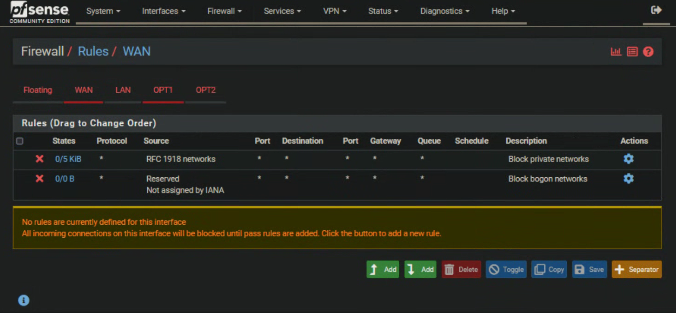 pfsense
COMMUNITY EDITION
System Interfaces Firewall Services VPN Status Diagnostics Help
Firewall / Rules / WAN
Floating WAN LAN OPT1 OPT2
Rules (Drag to Change Order)
States Protocol Source Port Destination Port Gateway Queue Schedule Description Actions
0/5 KiB * RFC 1918 networks * * * * * Block private networks
0/0 B * Reserved * * * * * Block bogon networks
Not assigned by IANA
No rules are currently defined for this interface
All incoming connections on this interface will be blocked until pass rules are added. Click the button to add a new rule.
Add Add Delete Toggle Copy Save Separator